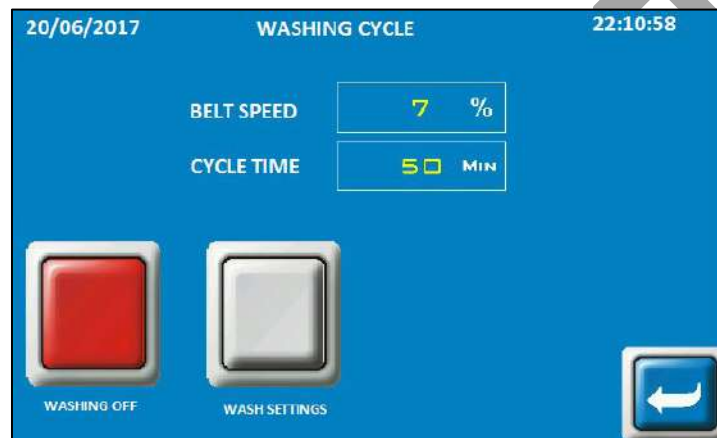 20/06/2017 WASHING CYCLE 22:10:58
BELT SPEED 7 %
CYCLE TIME 50 MIN
WASHING OFF WASH SETTINGS